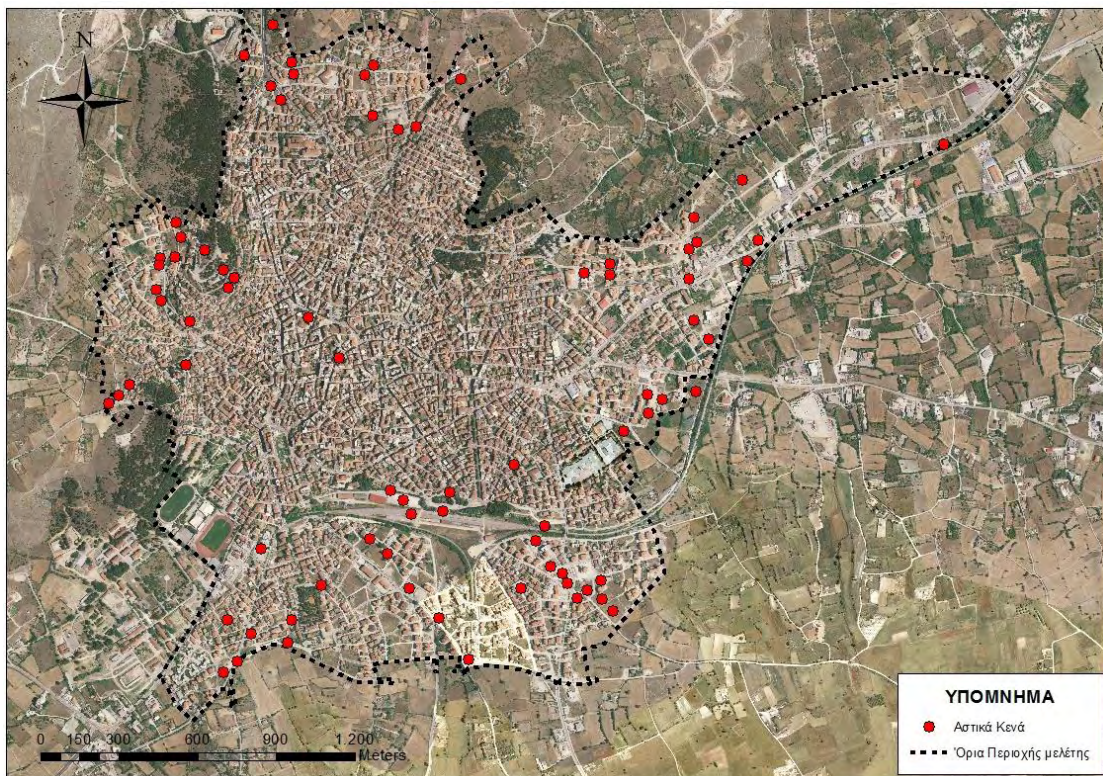 N
ΥΠΟΜΝΗΜΑ
Αστικά Κενά
Όρια Περιοχής μελέτης
0 150 300 600 900 1.200
Meters